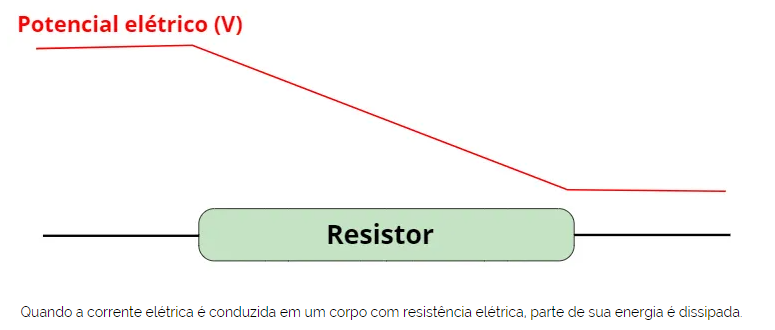 Potencial elétrico (V)
Resistor
Quando a corrente elétrica é conduzida em um corpo com resistência elétrica, parte de sua energia é dissipada.